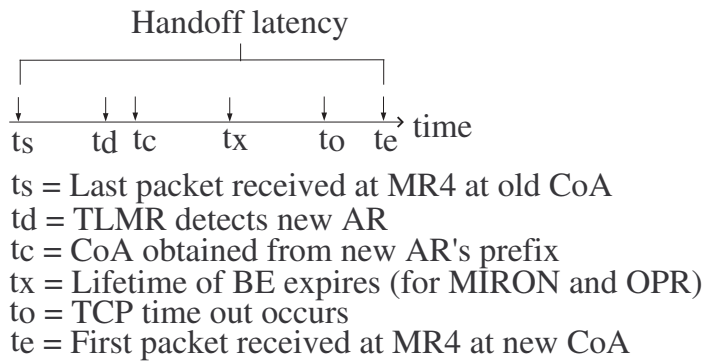 Handoff latency
ts td tc tx to te time
ts = Last packet received at MR4 at old CoA
td = TLMR detects new AR
tc = CoA obtained from new AR's prefix
tx = Lifetime of BE expires (for MIRON and OPR)
to = TCP time out occurs
te = First packet received at MR4 at new CoA